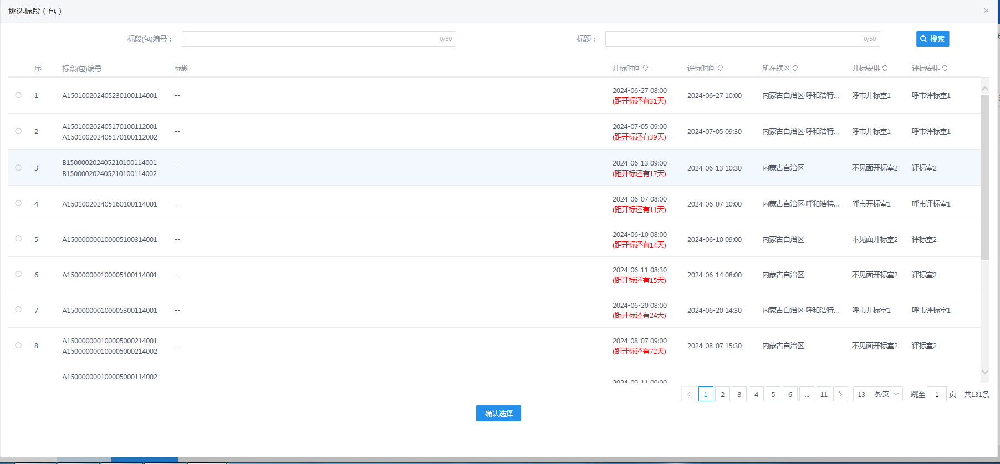 挑选标段（包）
标段(包)编号： 0/50 标题： 0/50 搜索
序 标段(包)编号 标题 开标时间 评标时间 所在辖区 开标安排 评标安排
1 A150100202405230100114001 -- 2024-06-27 08:00 (距开标还有31天) 2024-06-27 10:00 内蒙古自治区·呼和浩特... 呼市开标室1 呼市评标室1
2 A150100202405170100112001 A150100202405170100112002 -- 2024-07-05 09:00 (距开标还有39天) 2024-07-05 09:30 内蒙古自治区·呼和浩特... 呼市开标室1 呼市评标室1
3 B150000202405210100114001 B150000202405210100114002 -- 2024-06-13 09:00 (距开标还有17天) 2024-06-13 10:30 内蒙古自治区 不见面开标室2 评标室2
4 A150100202405160100114001 -- 2024-06-07 08:00 (距开标还有11天) 2024-06-07 10:00 内蒙古自治区·呼和浩特... 呼市开标室1 呼市评标室1
5 A150000000100005100314001 -- 2024-06-10 08:00 (距开标还有14天) 2024-06-10 09:00 内蒙古自治区 不见面开标室2 评标室2
6 A150000000100005100114001 -- 2024-06-11 08:30 (距开标还有15天) 2024-06-14 08:00 内蒙古自治区 不见面开标室2 评标室2
7 A150000000100005300114001 -- 2024-06-20 08:00 (距开标还有24天) 2024-06-20 14:30 内蒙古自治区·呼和浩特... 呼市开标室1 呼市评标室1
8 A150000000100005000214001 A150000000100005000214002 -- 2024-08-07 09:00 (距开标还有72天) 2024-08-07 15:30 内蒙古自治区 不见面开标室2 评标室2
A150000000100005000114002
1 2 3 4 5 6 ... 11 13 条/页 跳至 1 页 共131条
确认选择